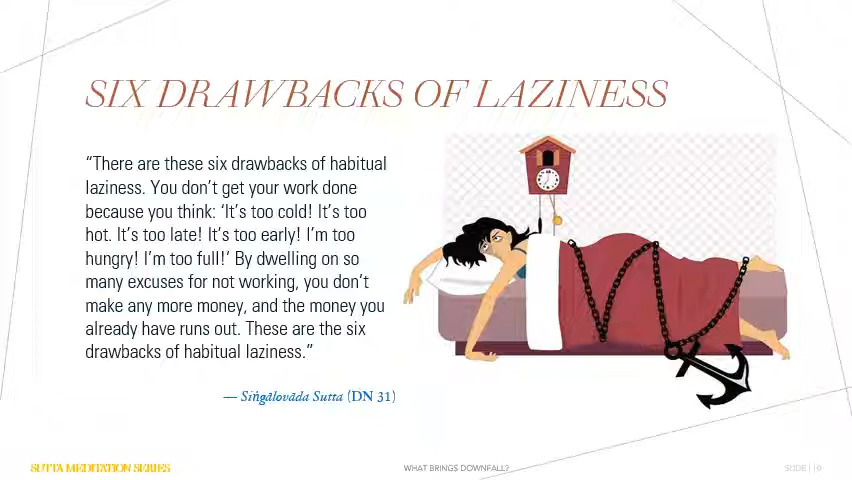 SIX DRAWBACKS OF LAZINESS
“There are these six drawbacks of habitual
laziness. You don’t get your work done
because you think: ‘It’s too cold! It’s too
hot. It’s too late! It’s too early! I’m too
hungry! I’m too full!’ By dwelling on so
many excuses for not working, you don’t
make any more money, and the money you
already have runs out. These are the six
drawbacks of habitual laziness.”
— Siṅgālovāda Sutta (DN 31)
SUTTA MEDITATION SERIES
WHAT BRINGS DOWNFALL?
SLIDE